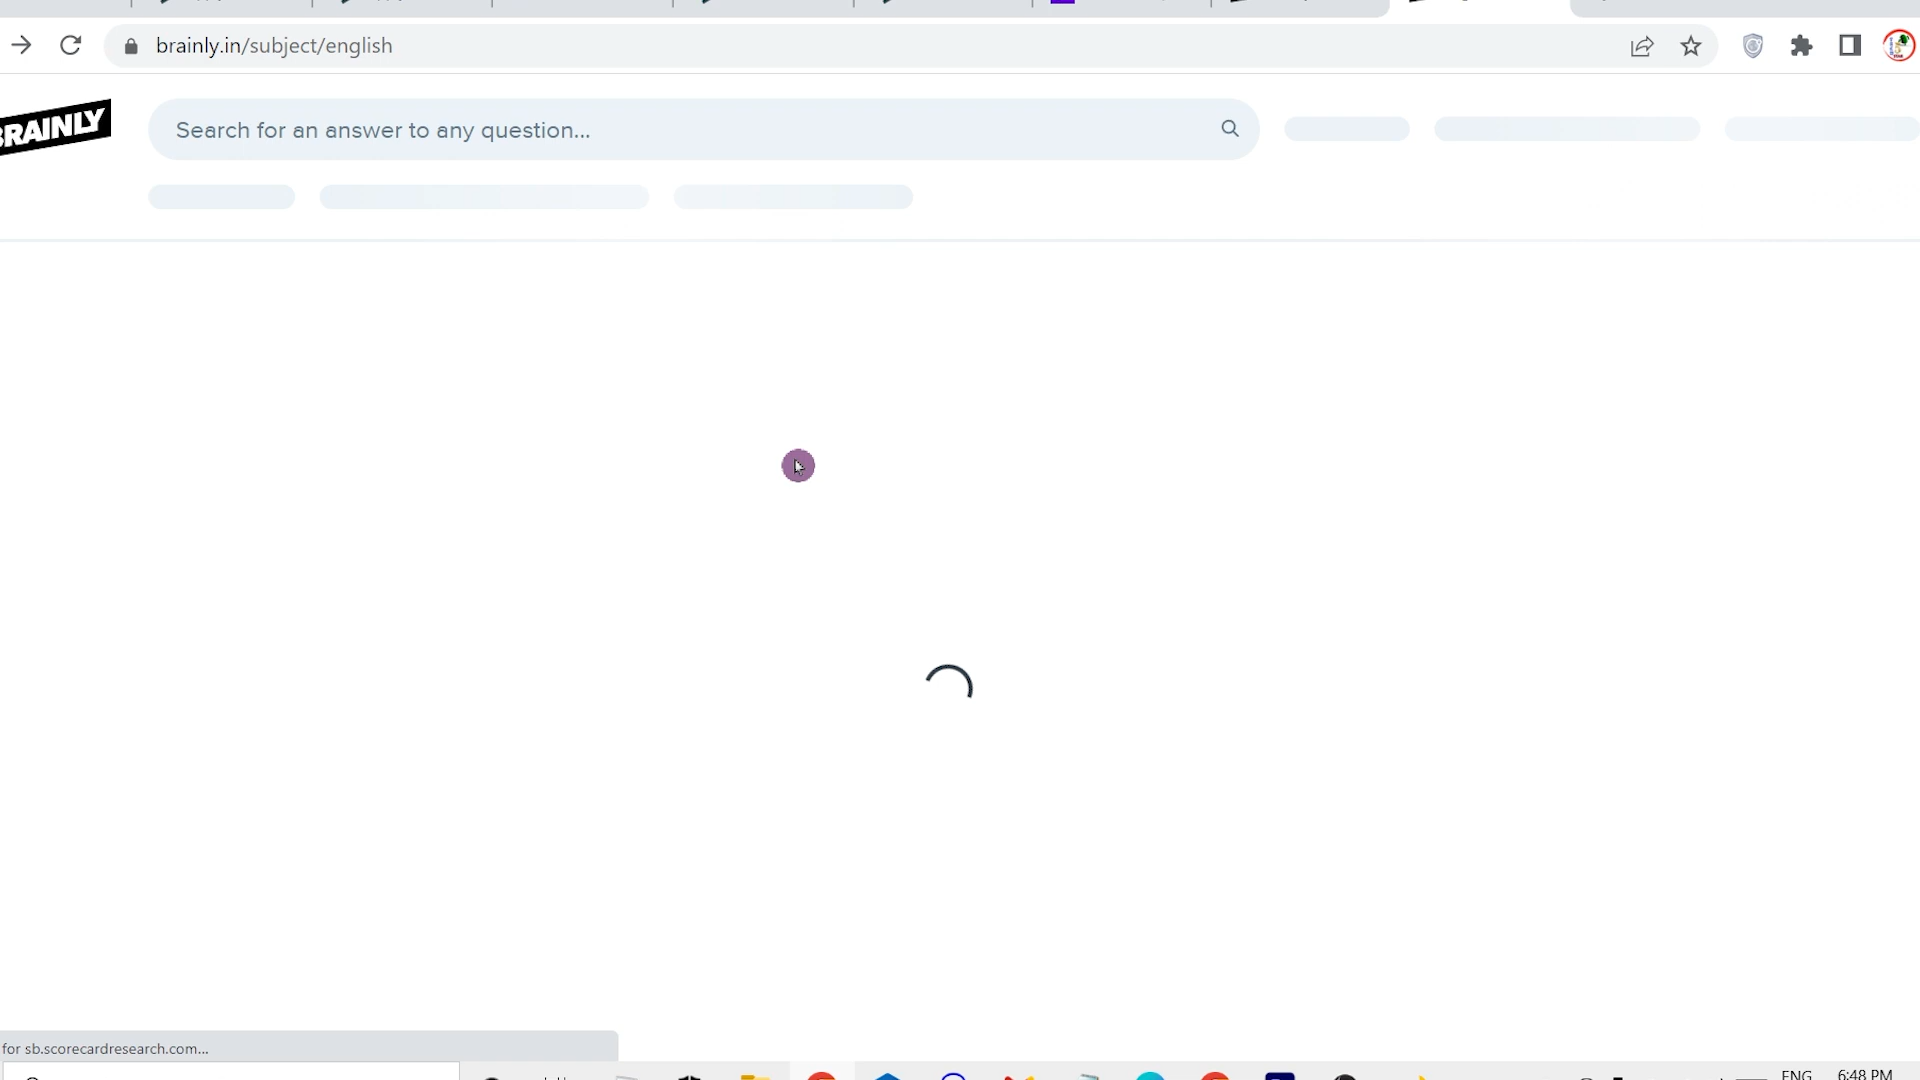 brainly.in/subject/english
BRAINLY
Search for an answer to any question...
for sb.scorecardresearch.com...
ENG
6:48 PM